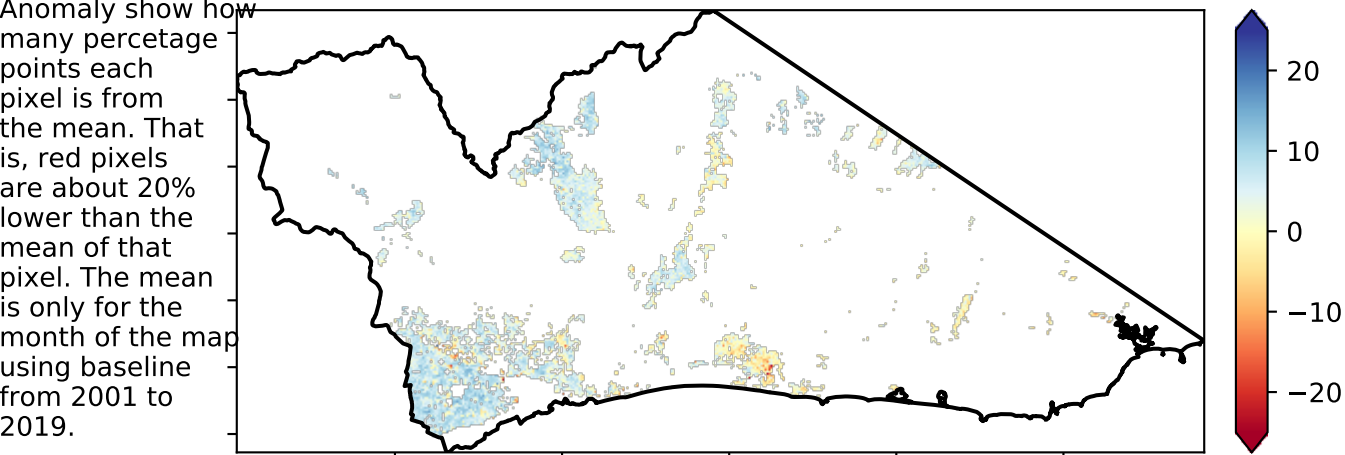 Anomaly show how
many percetage
points each
pixel is from
the mean. That
is, red pixels
are about 20%
lower than the
mean of that
pixel. The mean
is only for the
month of the map
using baseline
from 2001 to
2019.
20
10
0
−10
−20